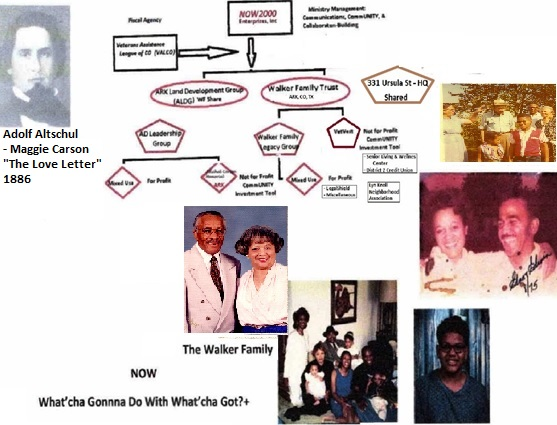 Fiscal Agency
NOW2000
Enterprises, Inc
Ministry Management:
Communications, CommUNITY, &
Collaboration-Building
Veterans Assistance
League of CO (VALCO)
ARK Land Development Group
(ALDG) WF Share
Walker Family Trust
ARK, CO, TX
331 Ursula St - HQ
Shared
Adolf Altschul
- Maggie Carson
"The Love Letter"
1886
AD Leadership
Group
Walker Family
Legacy Group
VetVest
Not for Profit
CommUNITY
Investment Tool
- Senior Living & Wellness
Center
- District 2 Credit Union
Mixed Use
For Profit
ARK
Not for Profit
CommUNITY
Investment Tool
Mixed Use
For Profit
- LegalShield
- Miscellaneous
Lyn Knoll
Neighborhood
Association
/75
The Walker Family
NOW
What'cha Gonnna Do With What'cha Got?+